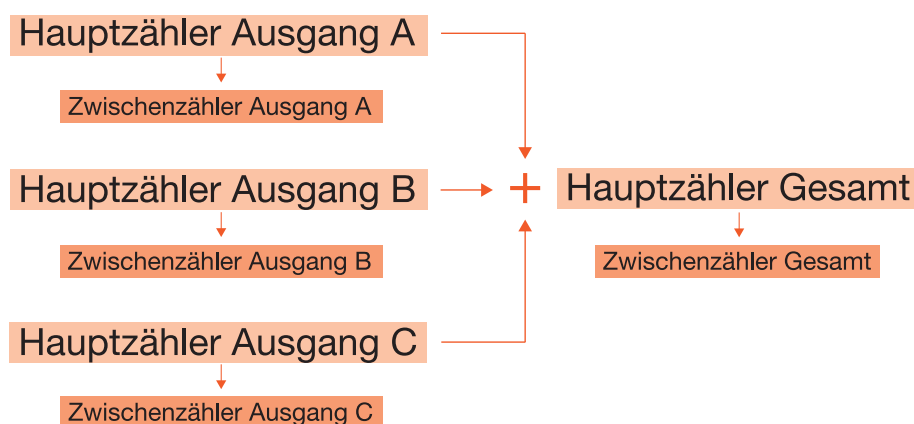 Hauptzähler Ausgang A
Zwischenzähler Ausgang A
Hauptzähler Ausgang B
Zwischenzähler Ausgang B
Hauptzähler Ausgang C
Zwischenzähler Ausgang C
+
Hauptzähler Gesamt
Zwischenzähler Gesamt